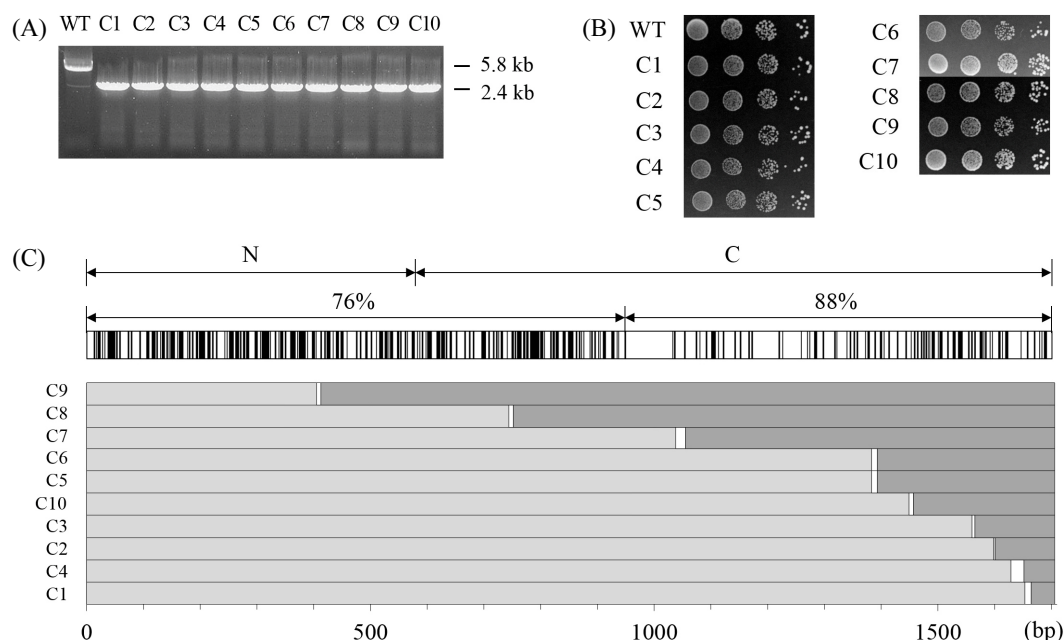 (A)
WT C1 C2 C3 C4 C5 C6 C7 C8 C9 C10
5.8 kb
2.4 kb
(B)
WT
C1
C2
C3
C4
C5
C6
C7
C8
C9
C10
(C)
N C
76% 88%
C9
C8
C7
C6
C5
C10
C3
C2
C4
C1
0 500 1000 1500 (bp)